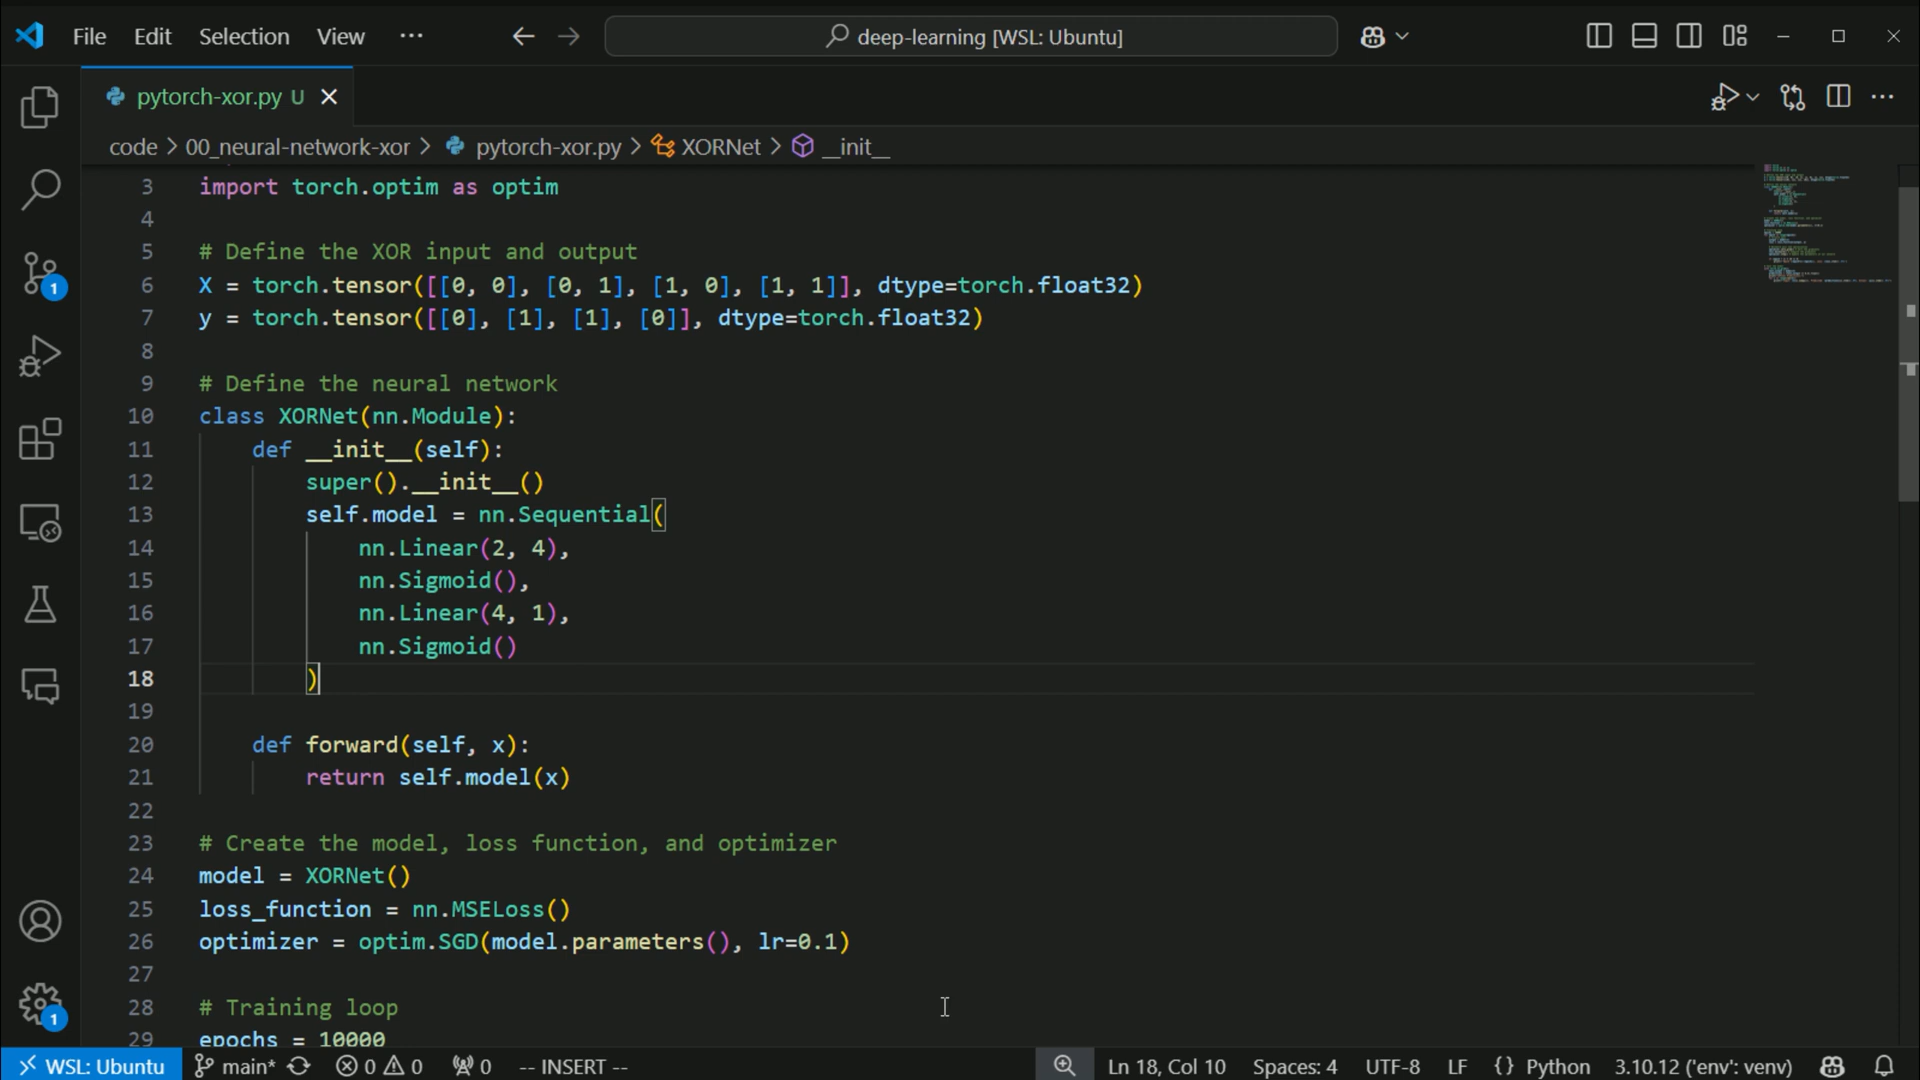 File Edit Selection View ··· deep-learning [WSL: Ubuntu]
pytorch-xor.py U
code > 00_neural-network-xor > pytorch-xor.py > XORNet > __init__
3 import torch.optim as optim
4
5 # Define the XOR input and output
6 X = torch.tensor([[0, 0], [0, 1], [1, 0], [1, 1]], dtype=torch.float32)
7 y = torch.tensor([[0], [1], [1], [0]], dtype=torch.float32)
8
9 # Define the neural network
10 class XORNet(nn.Module):
11     def __init__(self):
12         super().__init__()
13         self.model = nn.Sequential(
14             nn.Linear(2, 4),
15             nn.Sigmoid(),
16             nn.Linear(4, 1),
17             nn.Sigmoid()
18         )
19
20     def forward(self, x):
21         return self.model(x)
22
23 # Create the model, loss function, and optimizer
24 model = XORNet()
25 loss_function = nn.MSELoss()
26 optimizer = optim.SGD(model.parameters(), lr=0.1)
27
28 # Training loop
29 epochs = 10000
1
1
WSL: Ubuntu main* 0 0 0 -- INSERT -- Ln 18, Col 10 Spaces: 4 UTF-8 LF {} Python 3.10.12 ('env': venv)